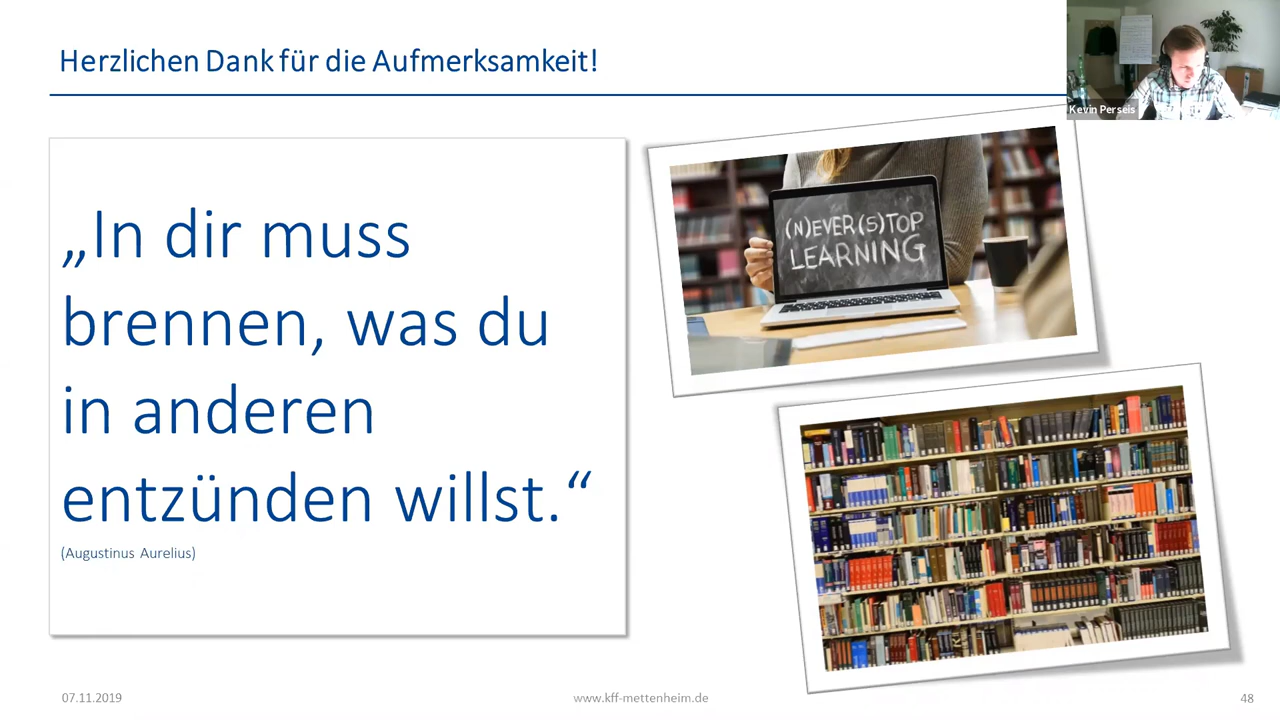 Herzlichen Dank für die Aufmerksamkeit!
Kevin Perseis
„In dir muss
brennen, was du
in anderen
entzünden willst.“
(Augustinus Aurelius)
(N)EVER (S)TOP
LEARNING
07.11.2019
www.kff-mettenheim.de
48